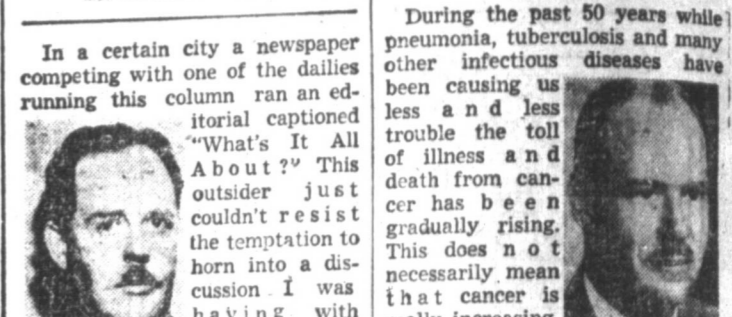 In a certain city a newspaper
competing with one of the dailies
running this column ran an ed-
itorial captioned
"What's It All
About?" This
outsider just
couldn't resist
the temptation to
horn into a dis-
cussion I was
having with
During the past 50 years while
pneumonia, tuberculosis and many
other infectious diseases have
been causing us
less and less
trouble the toll
of illness and
death from can-
cer has been
gradually rising.
This does not
necessarily mean
that cancer is
really increasing.